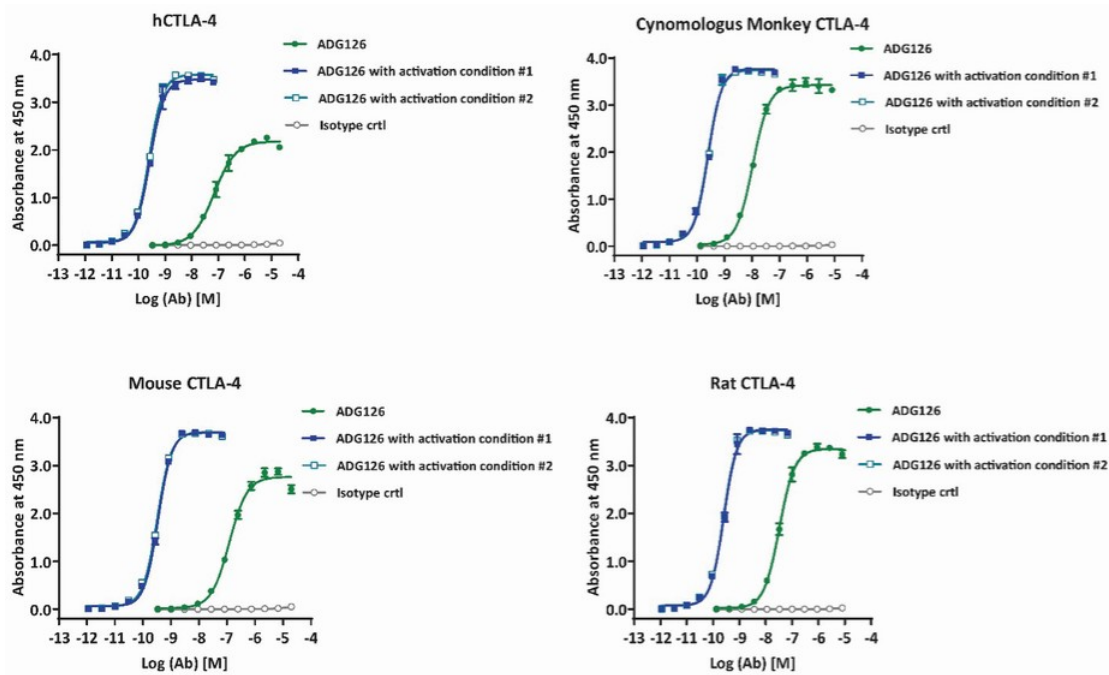 hCTLA-4
4.0
3.0
2.0
1.0
0.0
Absorbance at 450 nm
-13 -12 -11 -10 -9 -8 -7 -6 -5 -4
Log (Ab) [M]
ADG126
ADG126 with activation condition #1
ADG126 with activation condition #2
Isotype crtl
Cynomologus Monkey CTLA-4
4.0
3.0
2.0
1.0
0.0
Absorbance at 450 nm
-13 -12 -11 -10 -9 -8 -7 -6 -5 -4
Log (Ab) [M]
ADG126
ADG126 with activation condition #1
ADG126 with activation condition #2
Isotype crtl
Mouse CTLA-4
4.0
3.0
2.0
1.0
0.0
Absorbance at 450 nm
-13 -12 -11 -10 -9 -8 -7 -6 -5 -4
Log (Ab) [M]
ADG126
ADG126 with activation condition #1
ADG126 with activation condition #2
Isotype crtl
Rat CTLA-4
4.0
3.0
2.0
1.0
0.0
Absorbance at 450 nm
-13 -12 -11 -10 -9 -8 -7 -6 -5 -4
Log (Ab) [M]
ADG126
ADG126 with activation condition #1
ADG126 with activation condition #2
Isotype crtl